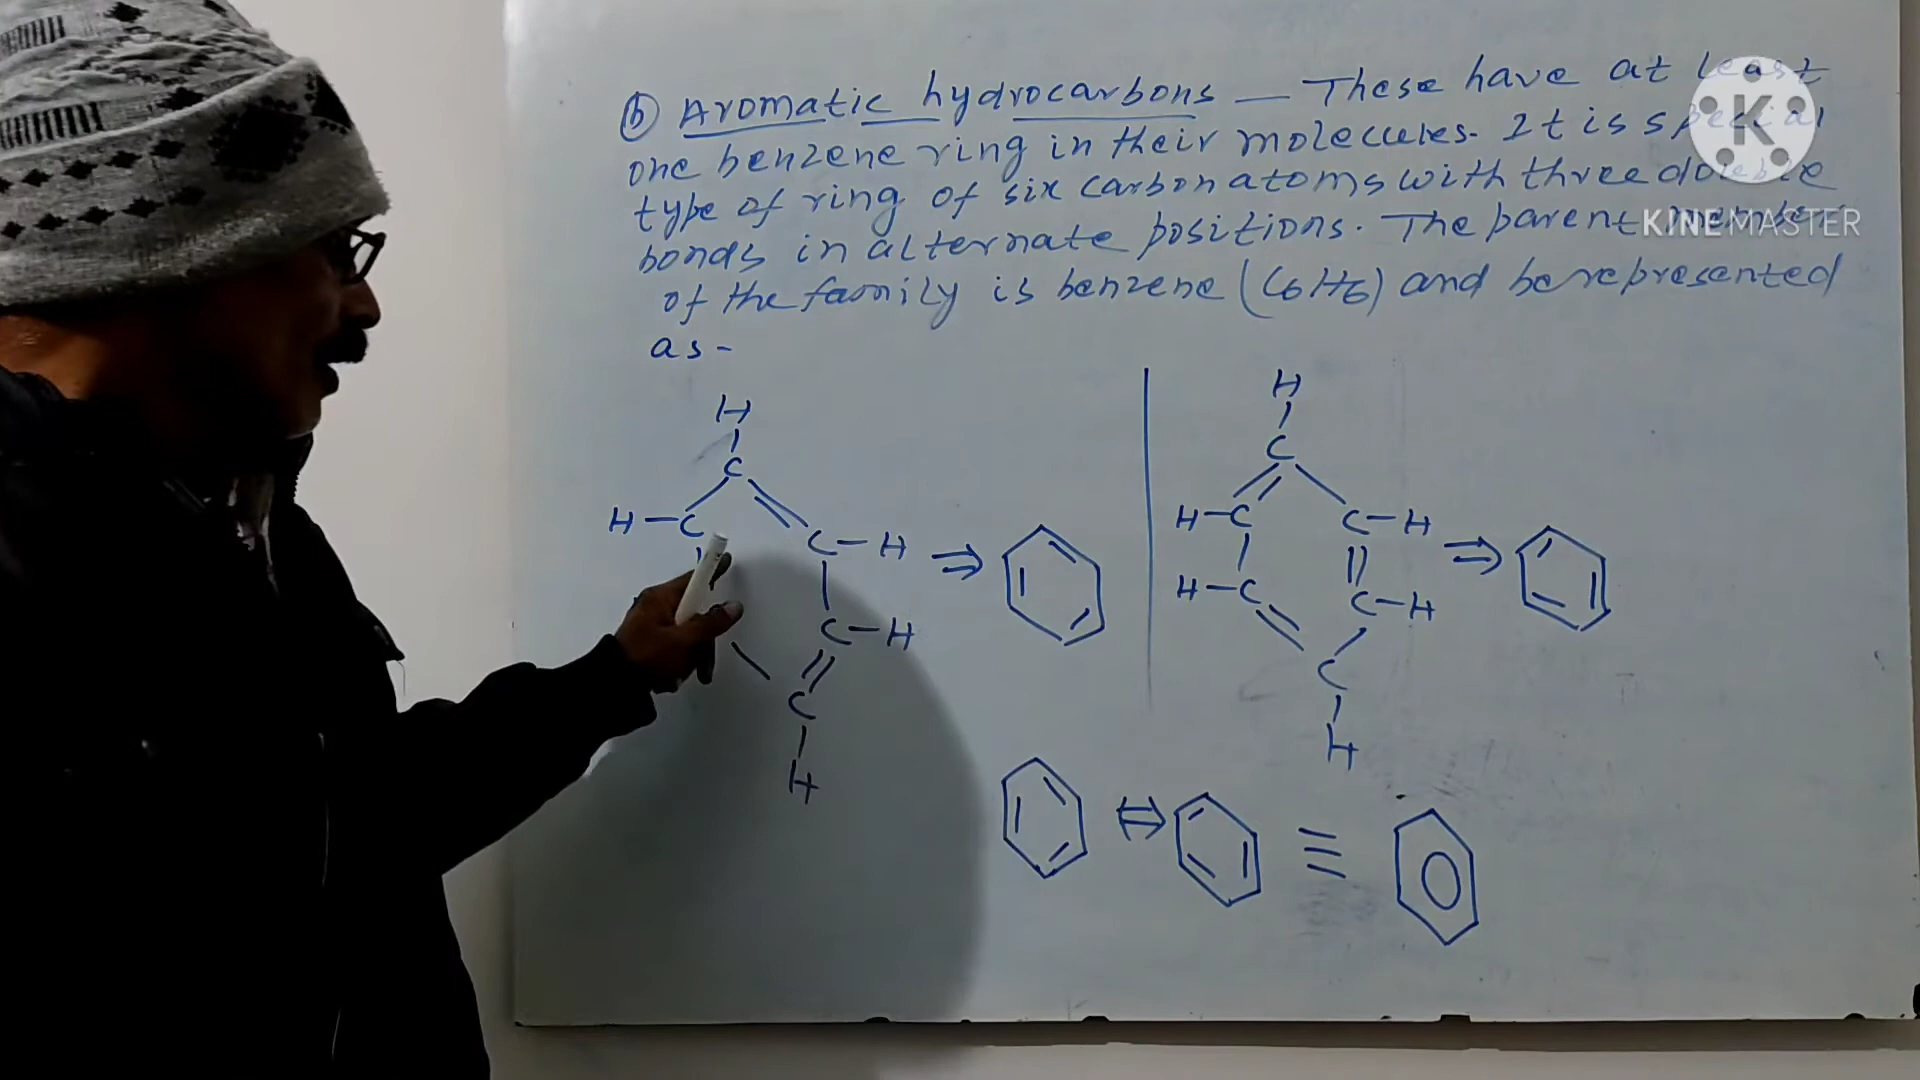 (b) Aromatic hydrocarbons — These have at least
one benzene ring in their molecules. It is special
type of ring of six carbon atoms with three double
bonds in alternate positions. The parent member
of the family is benzene (C6H6) and be represented
as-
H
C
H-C
C-H
C-H
C
H
⇒
H
C
H-C
C-H
H-C
C-H
C
H
⇒
⇔
≡
K
KINEMASTER